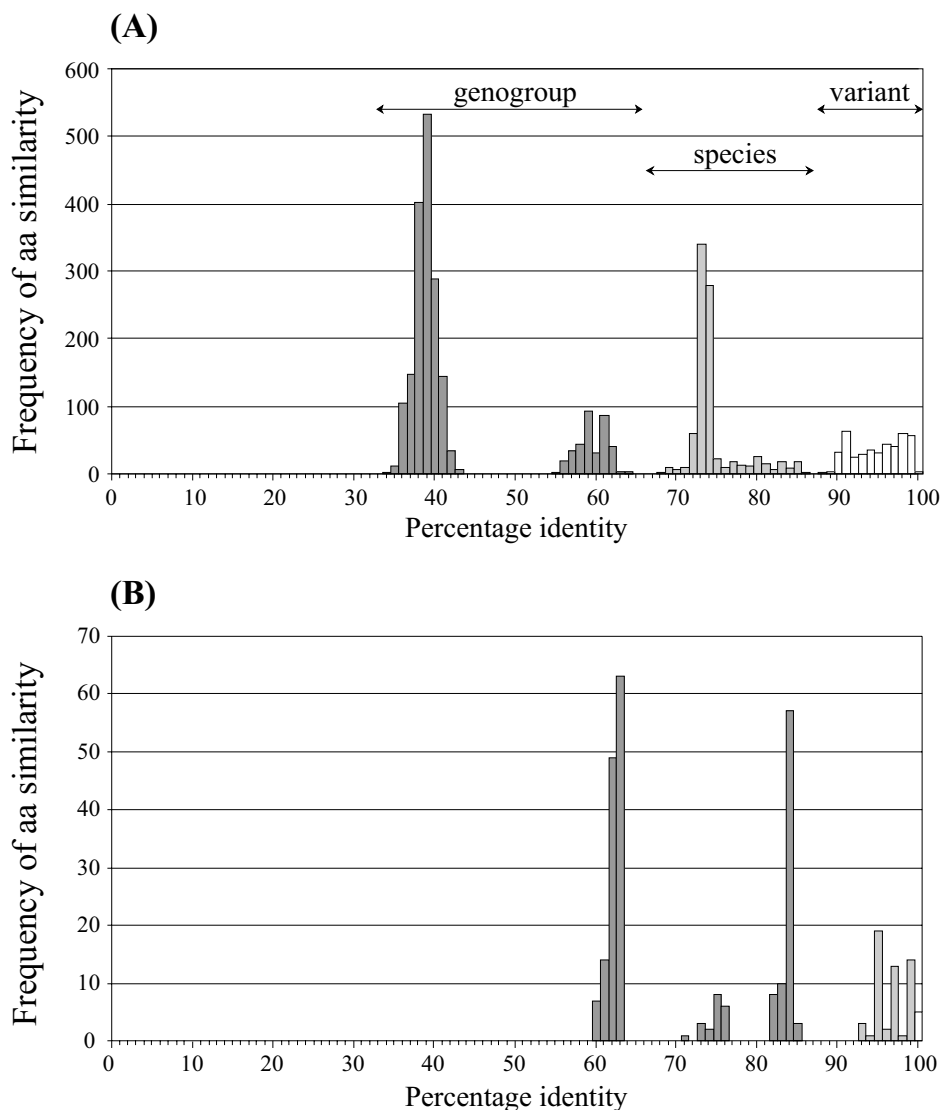 (A)
Frequency of aa similarity
600
500
400
300
200
100
0
genogroup
variant
species
0 10 20 30 40 50 60 70 80 90 100
Percentage identity
(B)
Frequency of aa similarity
70
60
50
40
30
20
10
0
0 10 20 30 40 50 60 70 80 90 100
Percentage identity